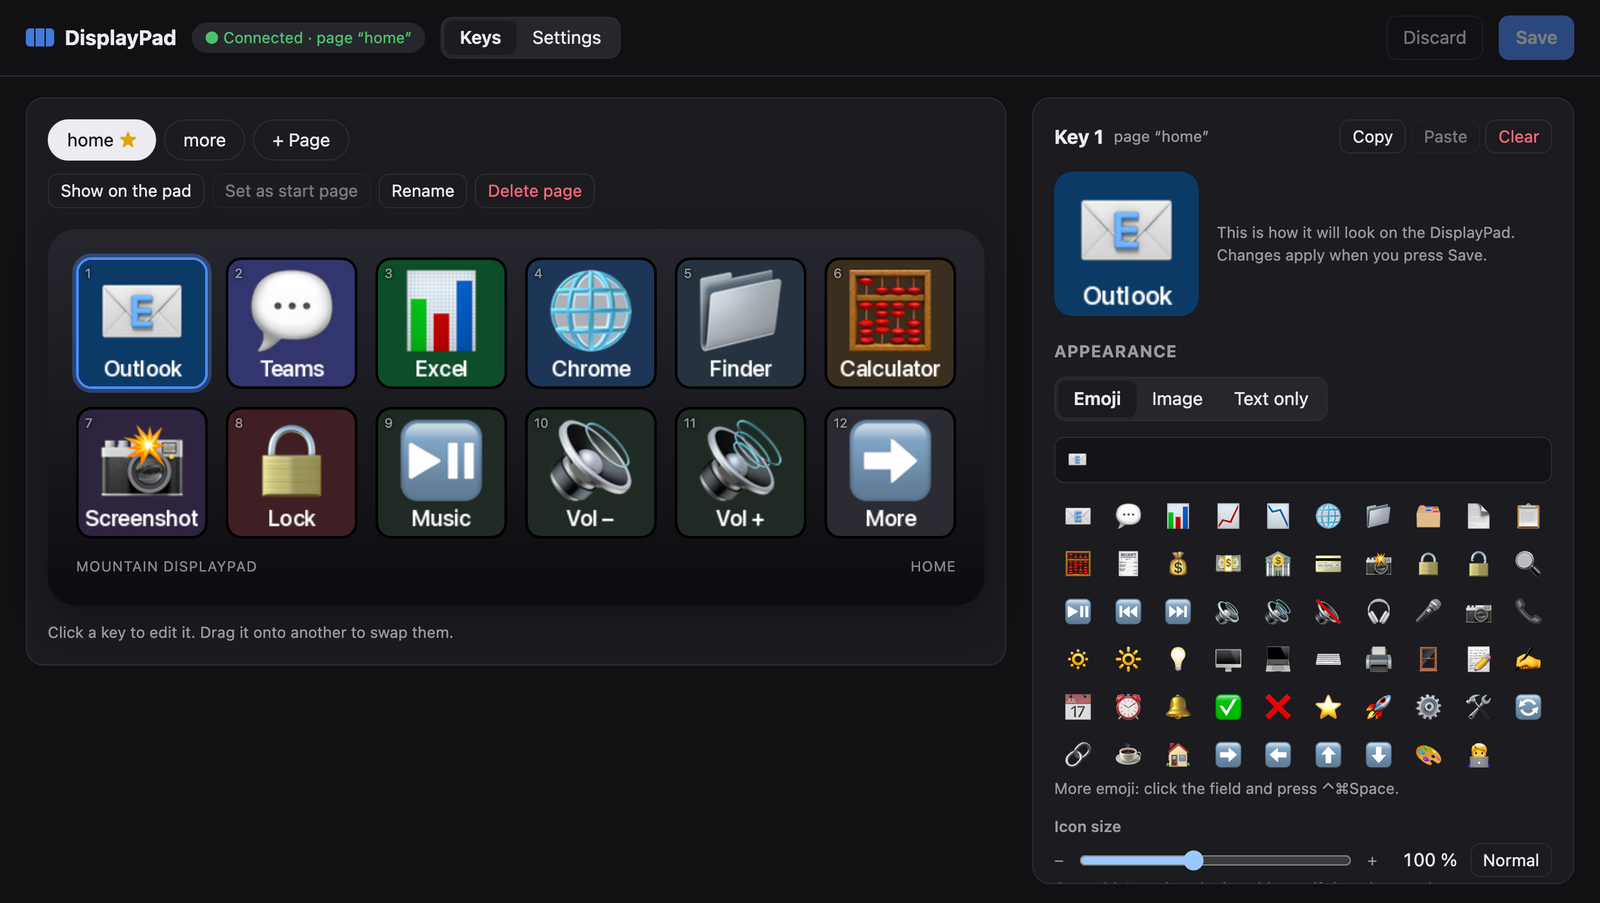 DisplayPad
Connected · page “home”
Keys
Settings
Discard
Save
home
more
+ Page
Show on the pad
Set as start page
Rename
Delete page
1
Outlook
2
Teams
3
Excel
4
Chrome
5
Finder
6
Calculator
7
Screenshot
8
Lock
9
Music
10
Vol –
11
Vol +
12
More
MOUNTAIN DISPLAYPAD
HOME
Click a key to edit it. Drag it onto another to swap them.
Key 1 page “home”
Copy
Paste
Clear
E
Outlook
This is how it will look on the DisplayPad.
Changes apply when you press Save.
APPEARANCE
Emoji
Image
Text only
17
More emoji: click the field and press ^⌘Space.
Icon size
− + 100 % Normal